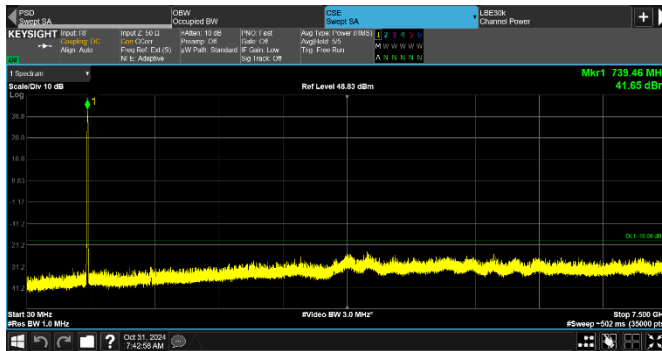 PSD
Swept SA
OBW
Occupied BW
CSE
Swept SA
LBE30k
Channel Power
+
KEYSIGHT
Input: RF
Coupling: DC
Align: Auto
Input Z: 50 Ω
Corr CCorr
Freq Ref: Ext (S)
NFE: Adaptive
#Atten: 10 dB
Preamp: Off
µW Path: Standard
PNO: Fast
Gate: Off
IF Gain: Low
Sig Track: Off
Avg Type: Power (RMS)
Avg|Hold: 5/5
Trig: Free Run
1 2 3 4 5 6
M W W W W W
A N N N N N
1 Spectrum
Scale/Div 10 dB
Log
Ref Level 48.83 dBm
Mkr1 739.46 MH
41.65 dBr
1
38.8
28.8
18.8
8.83
-1.17
-11.2
-21.2
-31.2
-41.2
DL1 -13.00 dB
Start 30 MHz
#Res BW 1.0 MHz
#Video BW 3.0 MHz*
Stop 7.500 GH
#Sweep ~502 ms (35000 pts
?
Oct 31, 2024
7:42:56 AM